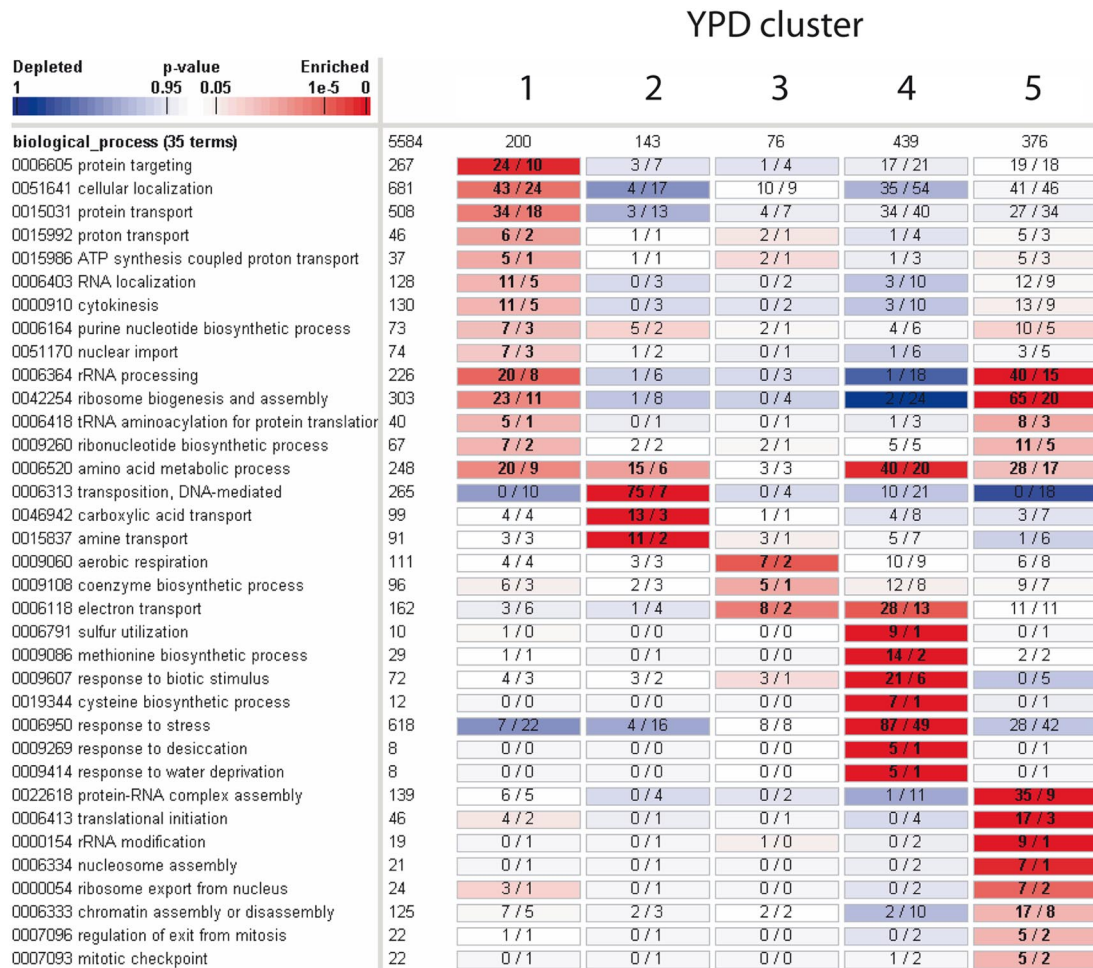 YPD cluster
Depleted p-value Enriched
1 0.95 0.05 1e-5 0
1 2 3 4 5
biological_process (35 terms) 5584 200 143 76 439 376
0006605 protein targeting 267 24 / 10 3 / 7 1 / 4 17 / 21 19 / 18
0051641 cellular localization 681 43 / 24 4 / 17 10 / 9 35 / 54 41 / 46
0015031 protein transport 508 34 / 18 3 / 13 4 / 7 34 / 40 27 / 34
0015992 proton transport 46 6 / 2 1 / 1 2 / 1 1 / 4 5 / 3
0015986 ATP synthesis coupled proton transport 37 5 / 1 1 / 1 2 / 1 1 / 3 5 / 3
0006403 RNA localization 128 11 / 5 0 / 3 0 / 2 3 / 10 12 / 9
0000910 cytokinesis 130 11 / 5 0 / 3 0 / 2 3 / 10 13 / 9
0006164 purine nucleotide biosynthetic process 73 7 / 3 5 / 2 2 / 1 4 / 6 10 / 5
0051170 nuclear import 74 7 / 3 1 / 2 0 / 1 1 / 6 3 / 5
0006364 rRNA processing 226 20 / 8 1 / 6 0 / 3 1 / 18 40 / 15
0042254 ribosome biogenesis and assembly 303 23 / 11 1 / 8 0 / 4 2 / 24 65 / 20
0006418 tRNA aminoacylation for protein translation 40 5 / 1 0 / 1 0 / 1 1 / 3 8 / 3
0009260 ribonucleotide biosynthetic process 67 7 / 2 2 / 2 2 / 1 5 / 5 11 / 5
0006520 amino acid metabolic process 248 20 / 9 15 / 6 3 / 3 40 / 20 28 / 17
0006313 transposition, DNA-mediated 265 0 / 10 75 / 7 0 / 4 10 / 21 0 / 18
0046942 carboxylic acid transport 99 4 / 4 13 / 3 1 / 1 4 / 8 3 / 7
0015837 amine transport 91 3 / 3 11 / 2 3 / 1 5 / 7 1 / 6
0009060 aerobic respiration 111 4 / 4 3 / 3 7 / 2 10 / 9 6 / 8
0009108 coenzyme biosynthetic process 96 6 / 3 2 / 3 5 / 1 12 / 8 9 / 7
0006118 electron transport 162 3 / 6 1 / 4 8 / 2 28 / 13 11 / 11
0006791 sulfur utilization 10 1 / 0 0 / 0 0 / 0 9 / 1 0 / 1
0009086 methionine biosynthetic process 29 1 / 1 0 / 1 0 / 0 14 / 2 2 / 2
0009607 response to biotic stimulus 72 4 / 3 3 / 2 3 / 1 21 / 6 0 / 5
0019344 cysteine biosynthetic process 12 0 / 0 0 / 0 0 / 0 7 / 1 0 / 1
0006950 response to stress 618 7 / 22 4 / 16 8 / 8 87 / 49 28 / 42
0009269 response to desiccation 8 0 / 0 0 / 0 0 / 0 5 / 1 0 / 1
0009414 response to water deprivation 8 0 / 0 0 / 0 0 / 0 5 / 1 0 / 1
0022618 protein-RNA complex assembly 139 6 / 5 0 / 4 0 / 2 1 / 11 35 / 9
0006413 translational initiation 46 4 / 2 0 / 1 0 / 1 0 / 4 17 / 3
0000154 rRNA modification 19 0 / 1 0 / 1 1 / 0 0 / 2 9 / 1
0006334 nucleosome assembly 21 0 / 1 0 / 1 0 / 0 0 / 2 7 / 1
0000054 ribosome export from nucleus 24 3 / 1 0 / 1 0 / 0 0 / 2 7 / 2
0006333 chromatin assembly or disassembly 125 7 / 5 2 / 3 2 / 2 2 / 10 17 / 8
0007096 regulation of exit from mitosis 22 1 / 1 0 / 1 0 / 0 0 / 2 5 / 2
0007093 mitotic checkpoint 22 0 / 1 0 / 1 0 / 0 1 / 2 5 / 2